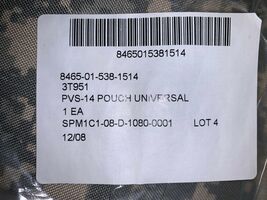 8465015381514
8465-01-538-1514
3T951
PVS-14 POUCH UNIVERSAL
1 EA
SPM1C1-08-D-1080-0001 LOT 4
12/08